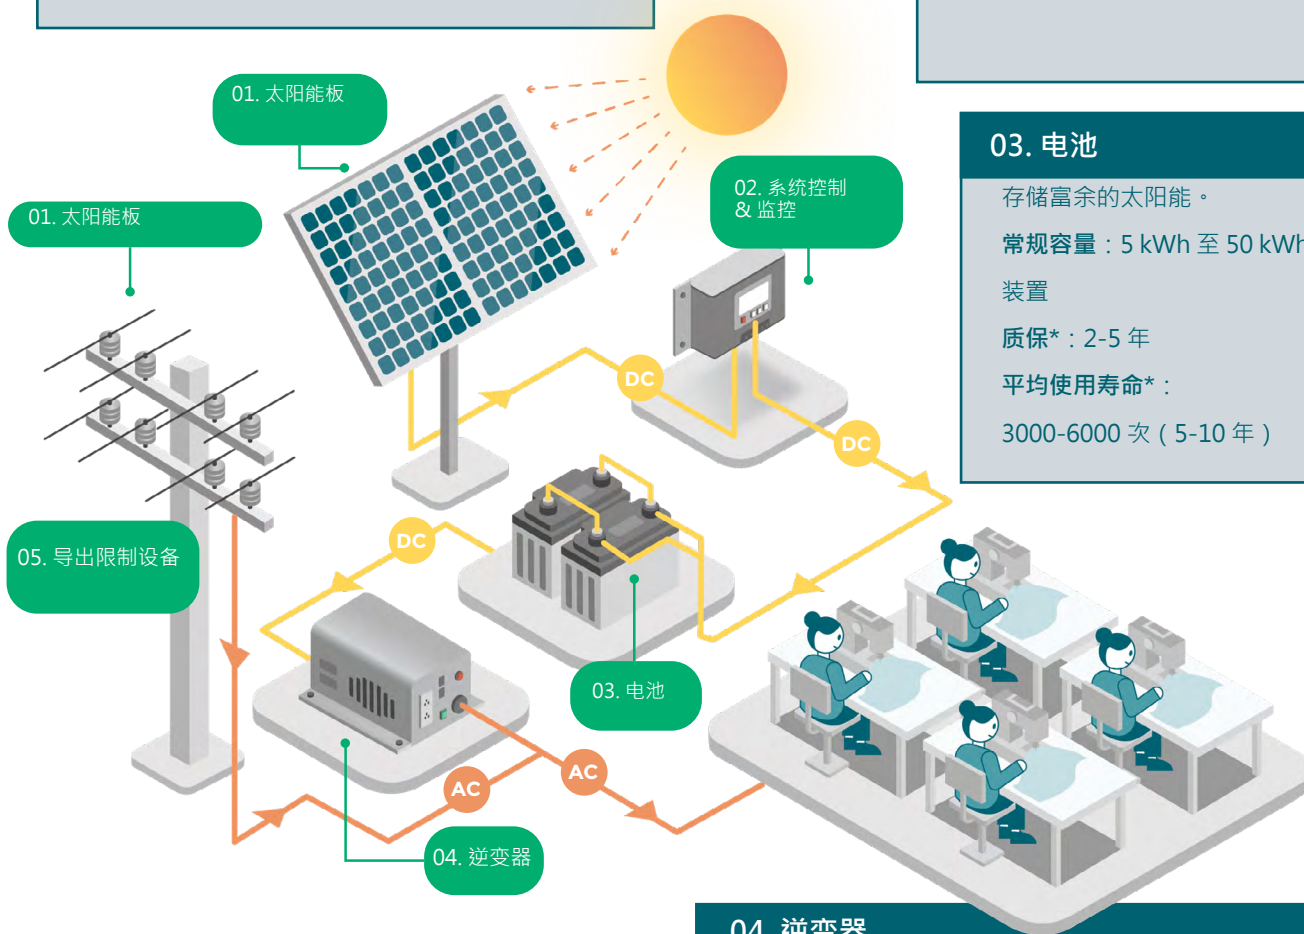 01. 太阳能板
01. 太阳能板
02. 系统控制
& 监控
03. 电池
存储富余的太阳能。
常规容量：5 kWh 至 50 kWh
装置
质保*：2-5 年
平均使用寿命*：
3000-6000 次（5-10 年）
DC
DC
DC
05. 导出限制设备
03. 电池
AC
AC
04. 逆变器
04. 逆变器